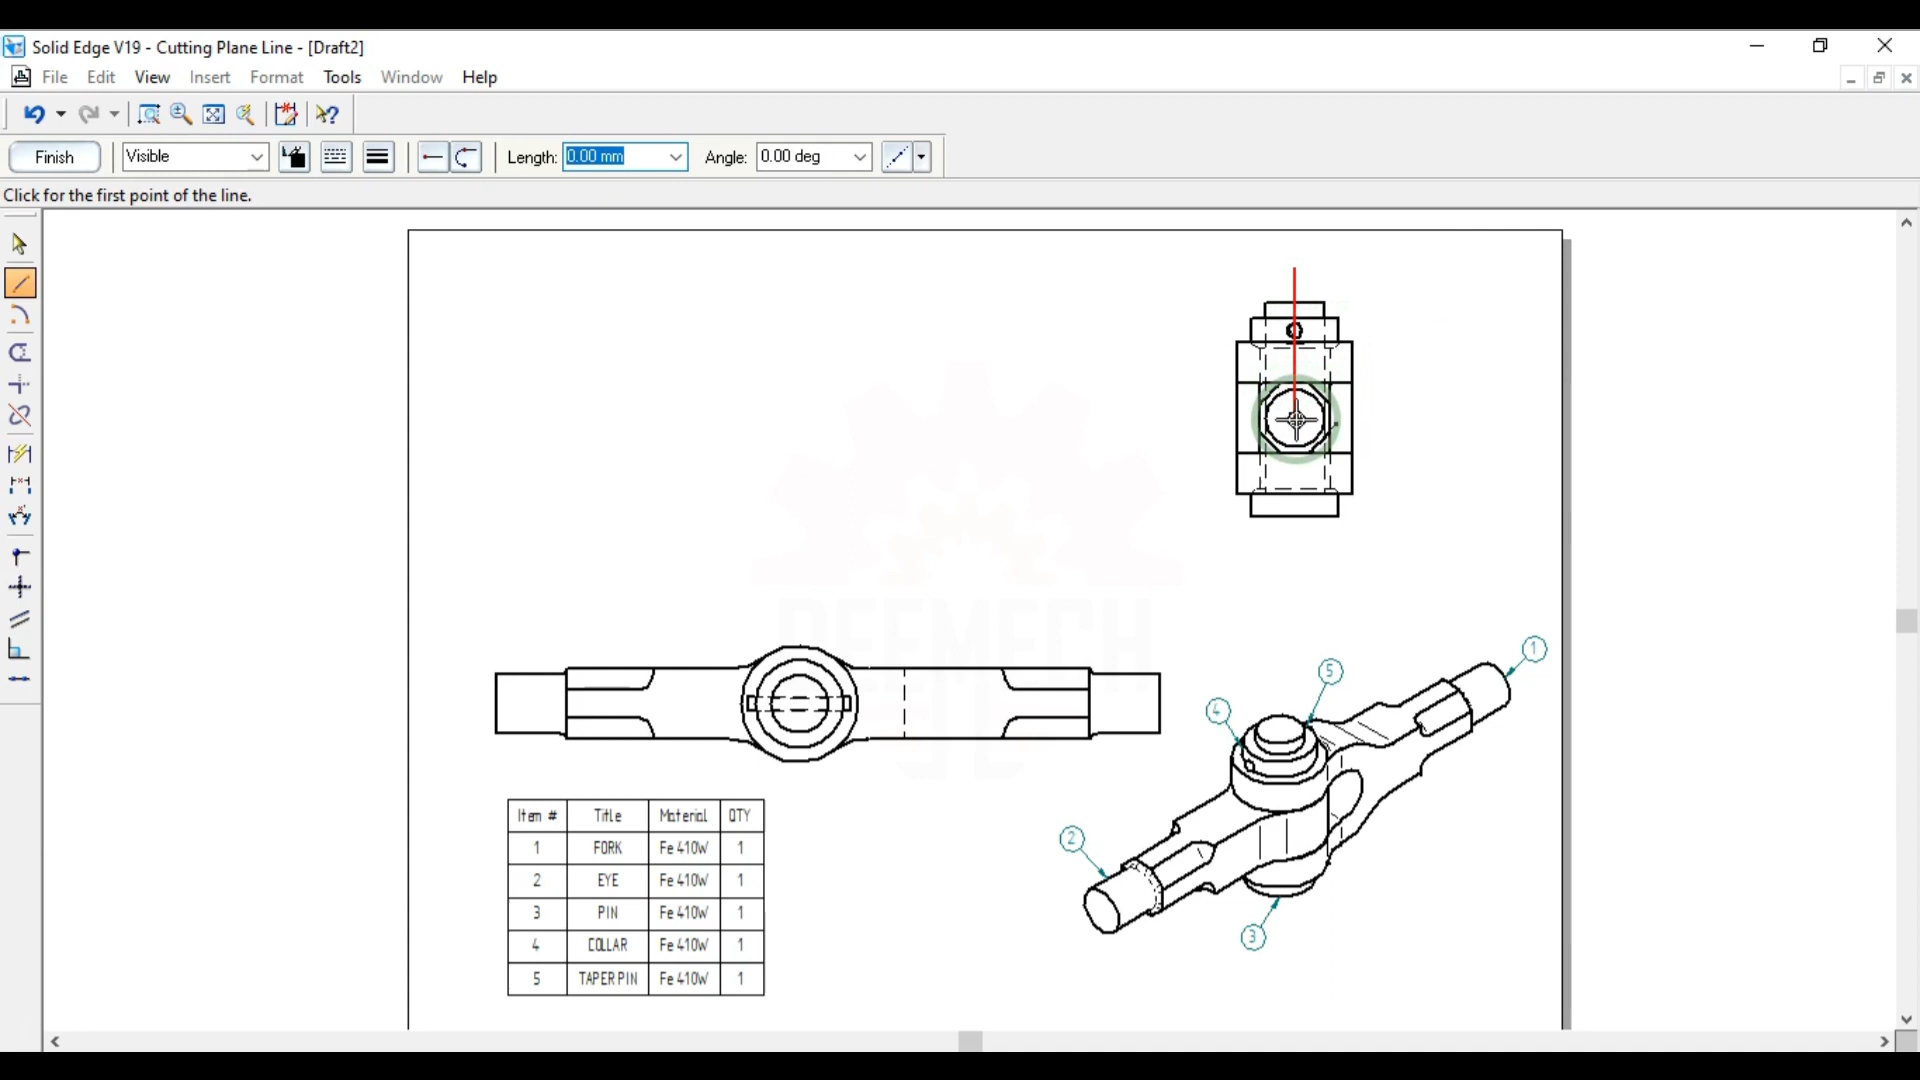 Solid Edge V19 - Cutting Plane Line - [Draft2]
File Edit View Insert Format Tools Window Help
Finish Visible Length: 0.00 mm Angle: 0.00 deg
Click for the first point of the line.
DEEMECH
1
5
4
2
3
Item # Title Material QTY
1 FORK Fe 410W 1
2 EYE Fe 410W 1
3 PIN Fe 410W 1
4 COLLAR Fe 410W 1
5 TAPER PIN Fe 410W 1